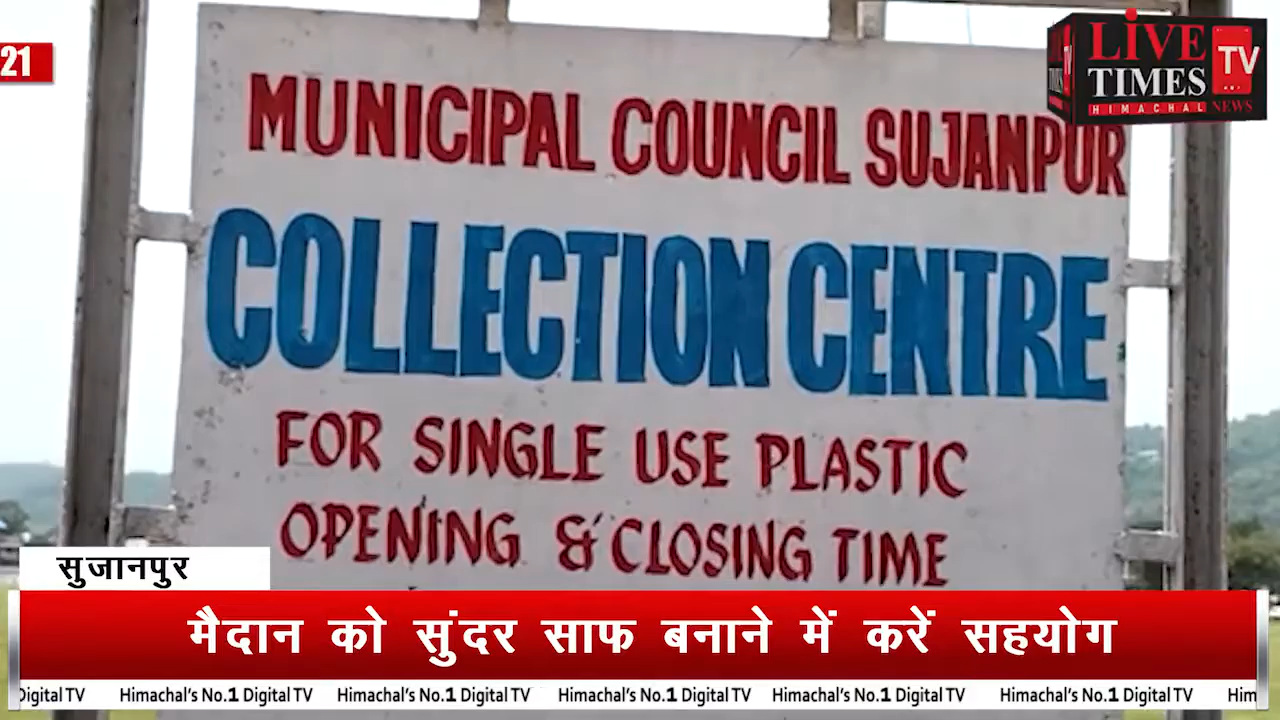 21
LIVE
TIMES
TV
HIMACHAL NEWS
MUNICIPAL COUNCIL SUJANPUR
COLLECTION CENTRE
FOR SINGLE USE PLASTIC
OPENING & CLOSING TIME
सुजानपुर
मैदान को सुंदर साफ बनाने में करें सहयोग
Digital TV Himachal's No.1 Digital TV Himachal's No.1 Digital TV Himachal's No.1 Digital TV Himachal's No.1 Digital TV Himachal's No.1 Digital TV Him